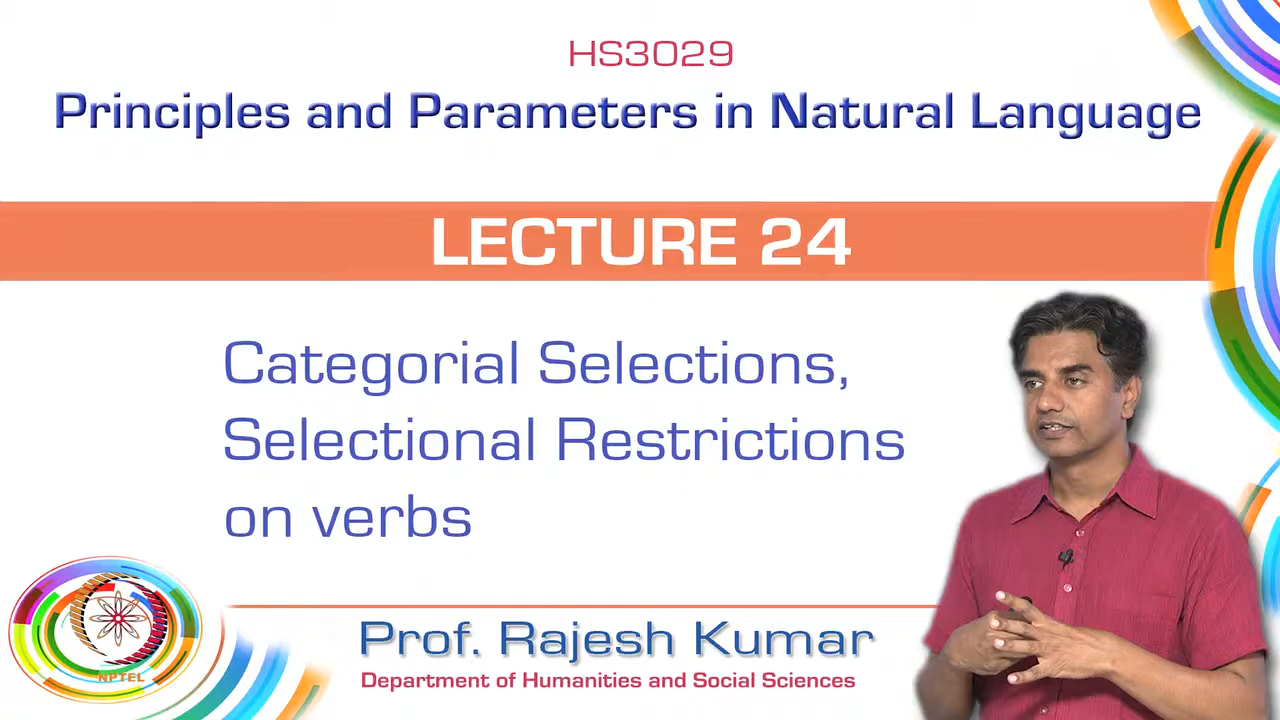 HS3029
Principles and Parameters in Natural Language
LECTURE 24
Categorial Selections,
Selectional Restrictions
on verbs
NPTEL
Prof. Rajesh Kumar
Department of Humanities and Social Sciences